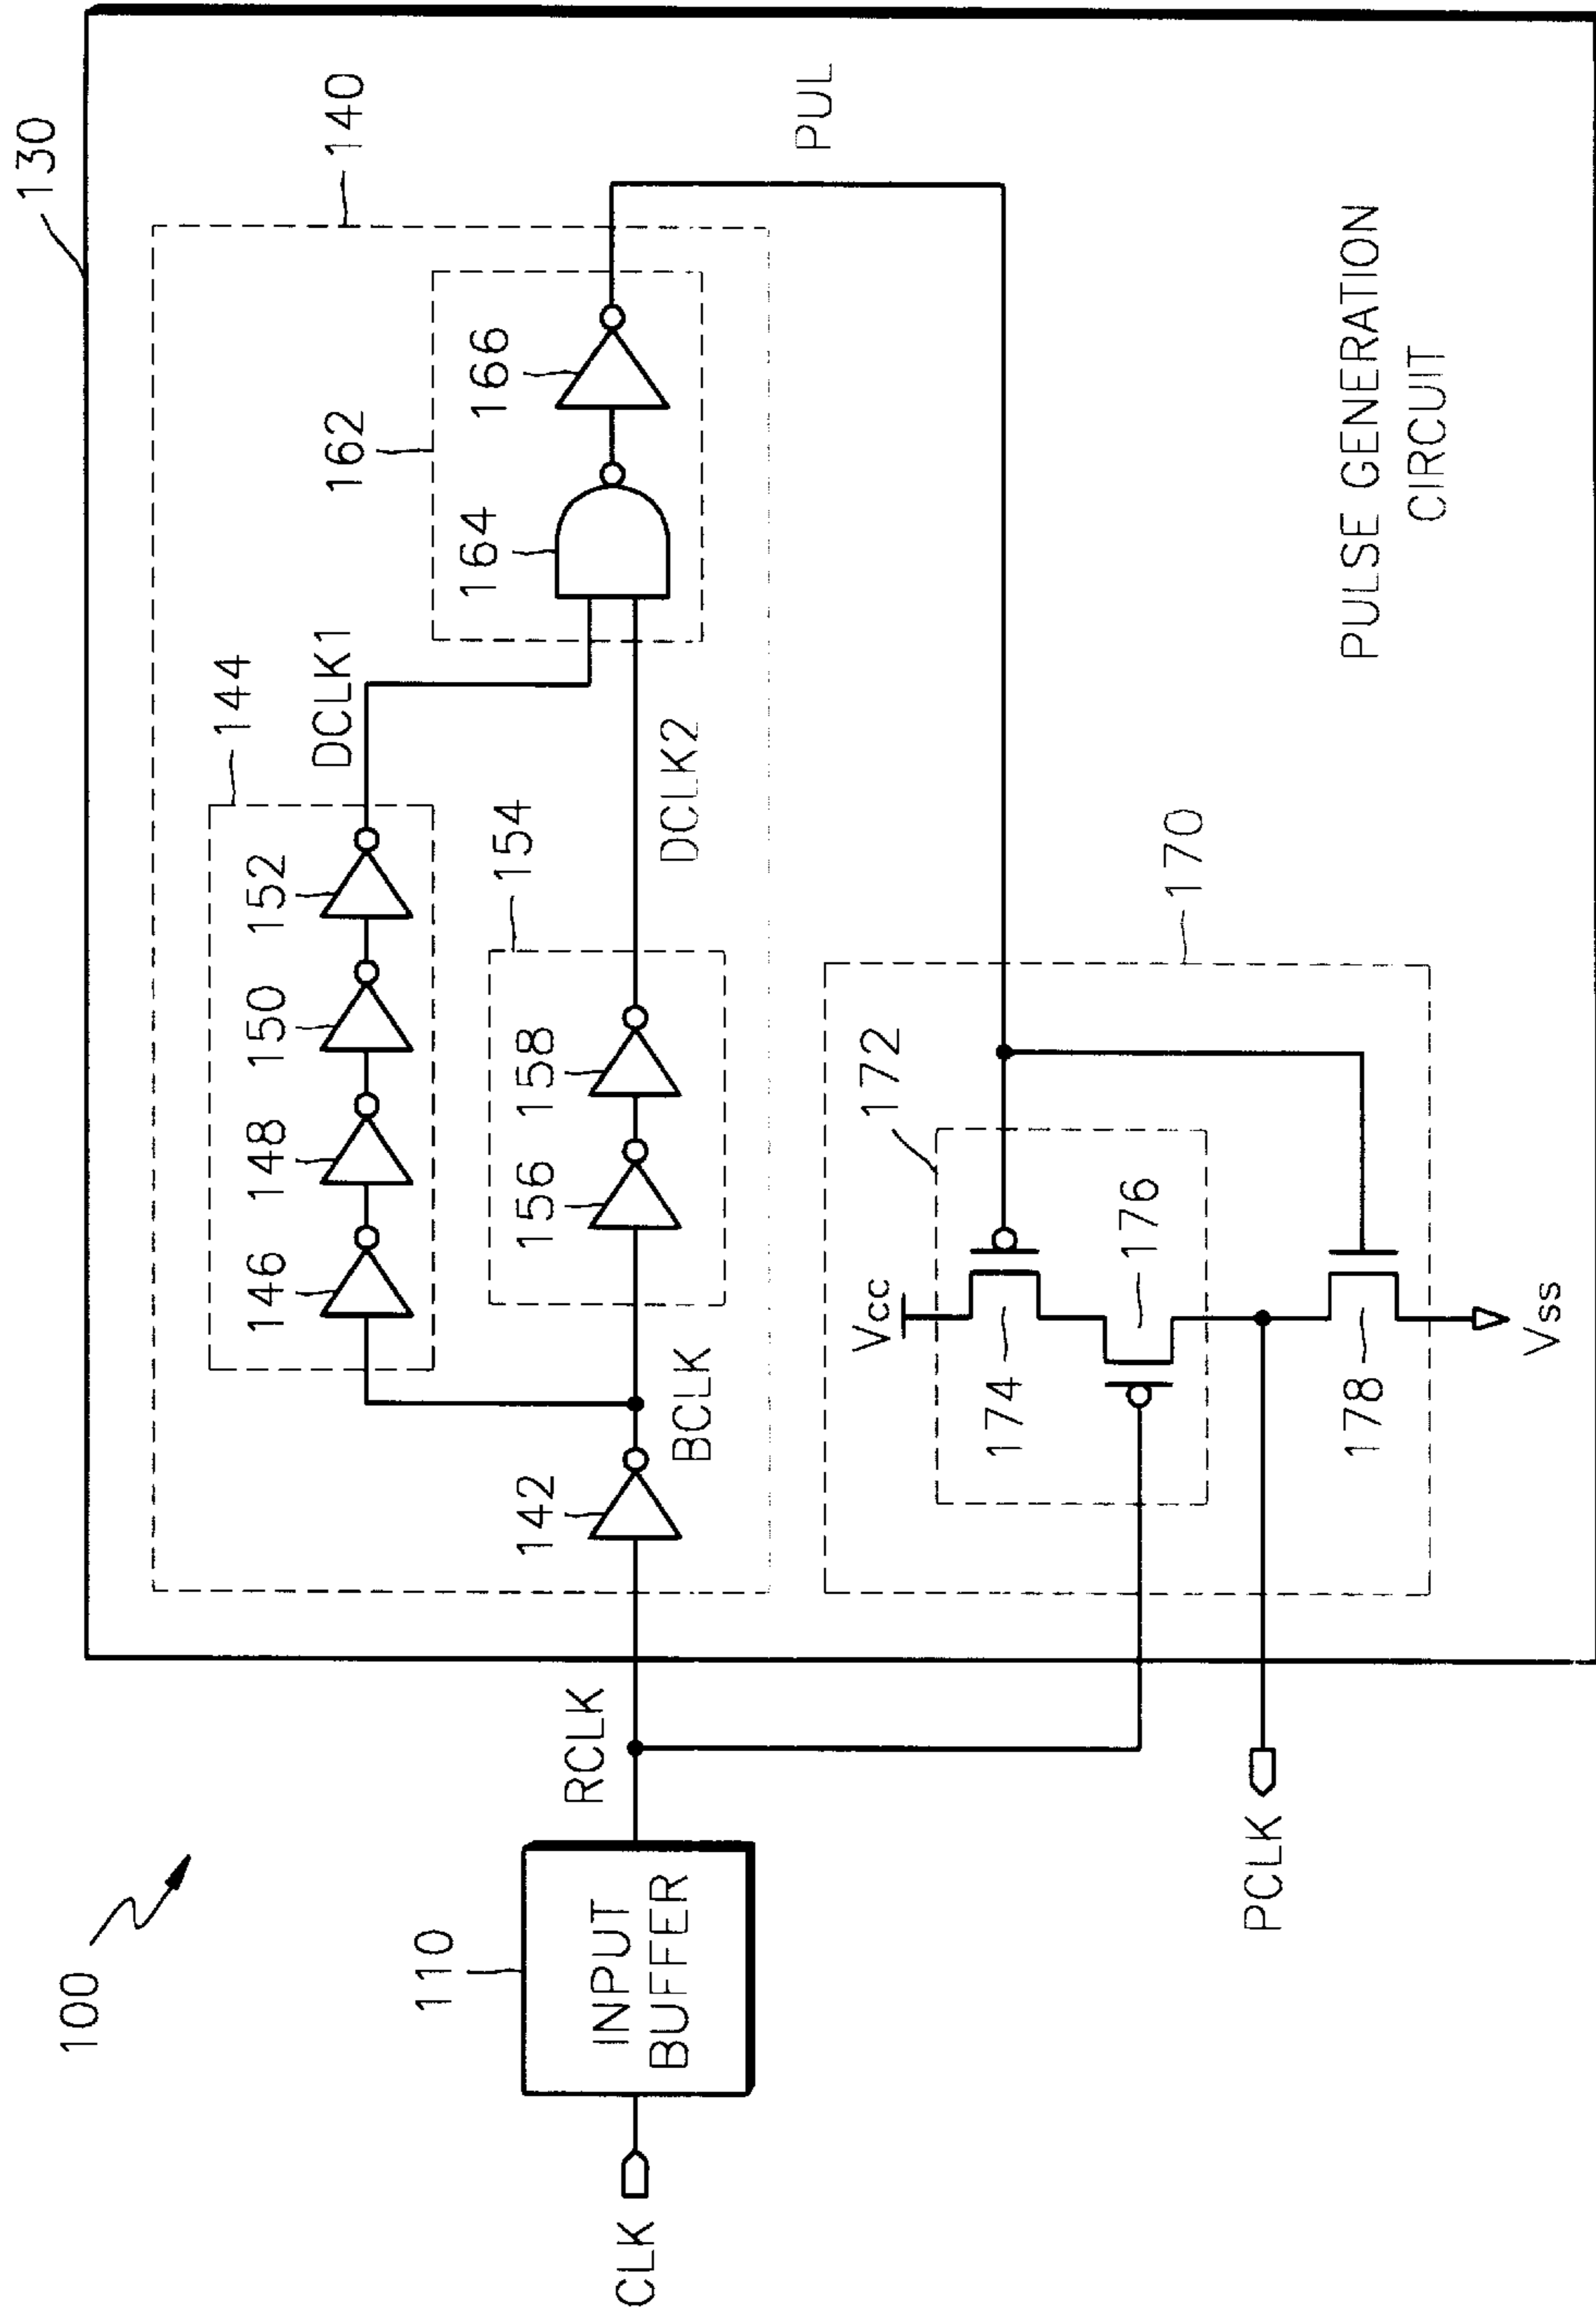 100
130
140
144
146
148
150
152
DCLK1
162
164
166
142
BCLK
154
156
158
DCLK2
PUL
CLK
110
INPUT
BUFFER
RCLK
170
172
Vcc
174
176
178
Vss
PCLK
PULSE GENERATION
CIRCUIT